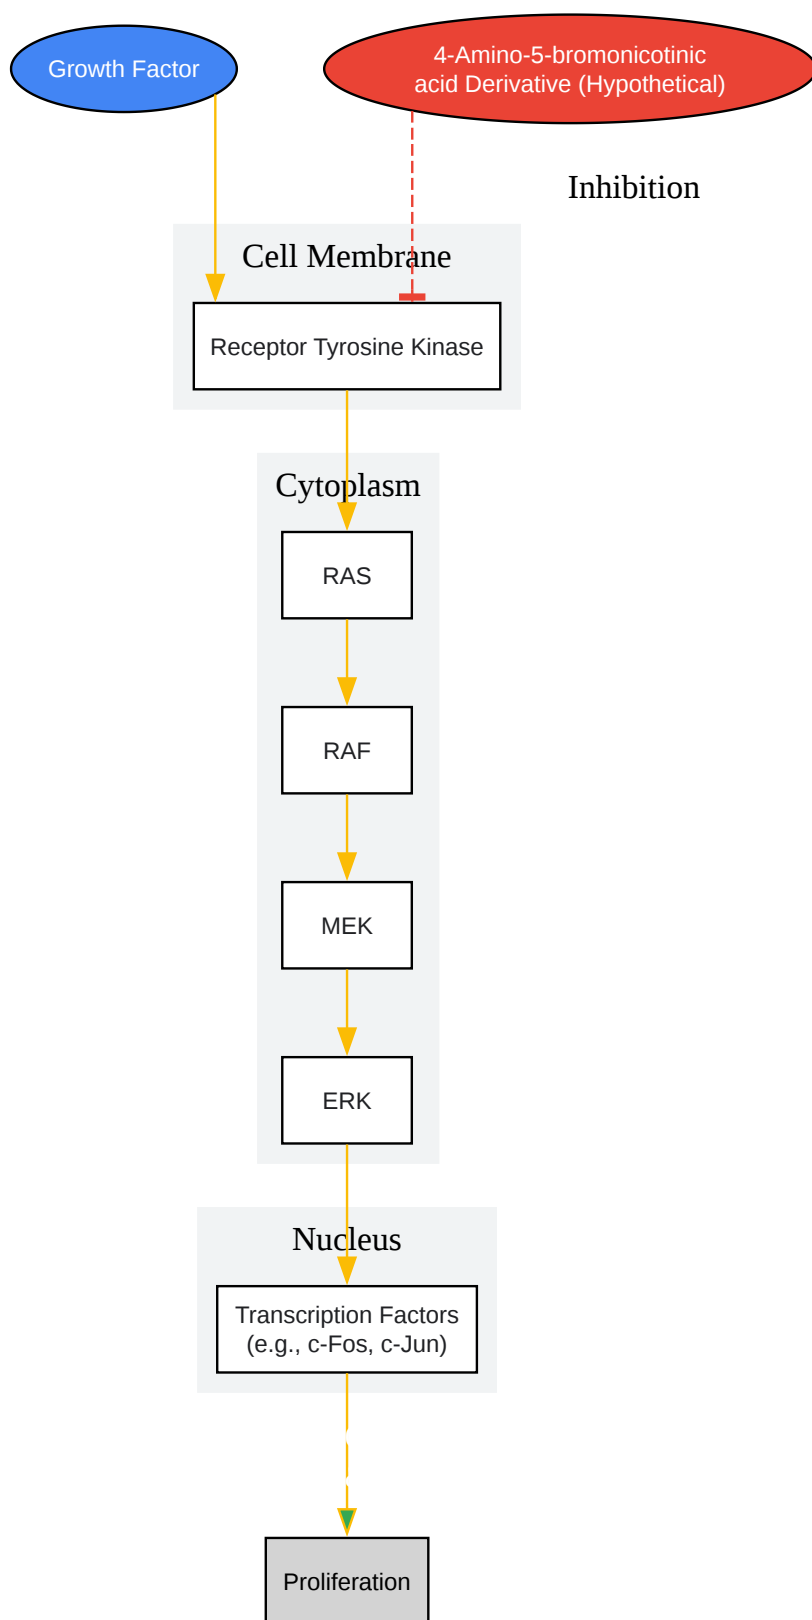 Growth Factor
4-Amino-5-bromonicotinic
acid Derivative (Hypothetical)
Inhibition
Cell Membrane
Receptor Tyrosine Kinase
Cytoplasm
RAS
RAF
MEK
ERK
Nucleus
Transcription Factors
(e.g., c-Fos, c-Jun)
Proliferation